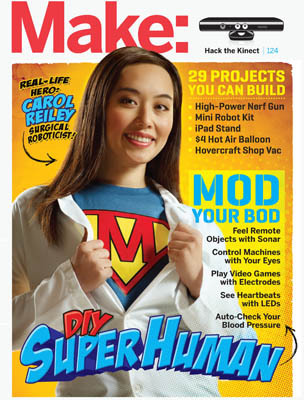 Make:
Hack the Kinect | 124
REAL-LIFE
HERO:
CAROL
REILEY
SURGICAL
ROBOTICIST!
29 PROJECTS
YOU CAN BUILD
• High-Power Nerf Gun
• Mini Robot Kit
• iPad Stand
• $4 Hot Air Balloon
• Hovercraft Shop Vac
MOD
YOUR BOD
Feel Remote
Objects with Sonar
Control Machines
with Your Eyes
Play Video Games
with Electrodes
See Heartbeats
with LEDs
Auto-Check Your
Blood Pressure
M
DIY
SUPERHUMAN